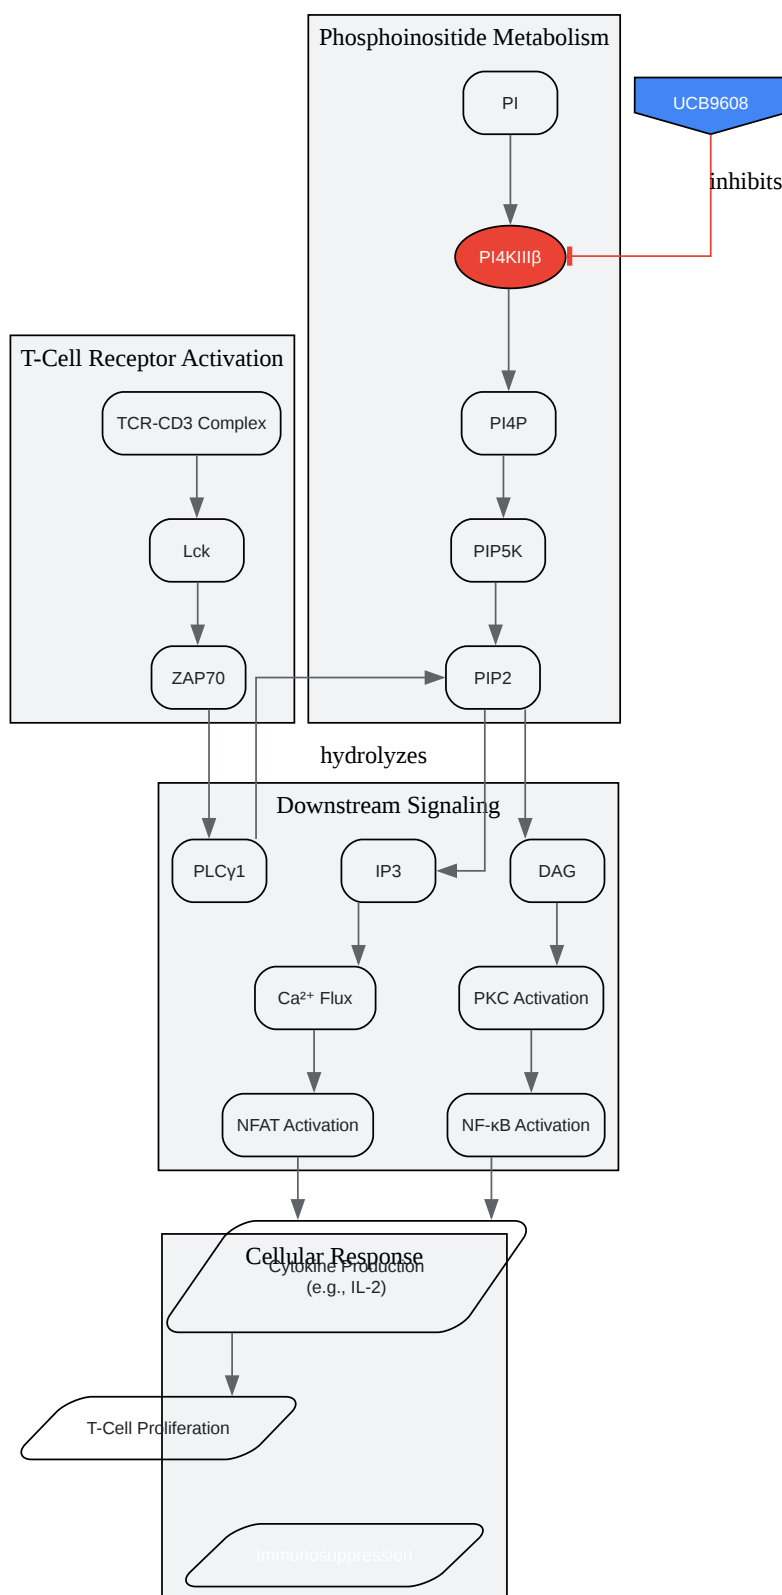 Phosphoinositide Metabolism
PI
UCB9608
inhibits
PI4KIIIβ
T-Cell Receptor Activation
TCR-CD3 Complex
PI4P
Lck
PIP5K
ZAP70
PIP2
hydrolyzes
Downstream Signaling
PLCγ1
IP3
DAG
Ca²⁺ Flux
PKC Activation
NFAT Activation
NF-κB Activation
Cellular Response
Cytokine Production
(e.g., IL-2)
T-Cell Proliferation
Immunosuppression